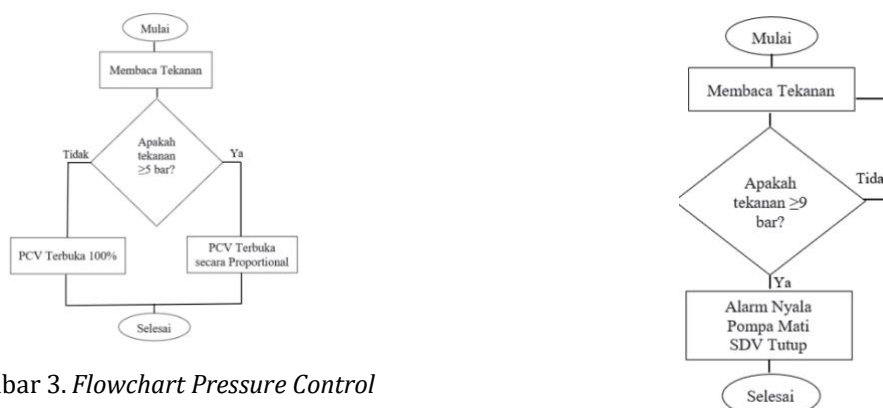 Mulai
Membaca Tekanan
Apakah
tekanan
≥5 bar?
Tidak
Ya
PCV Terbuka 100%
PCV Terbuka
secara Proportional
Selesai
bar 3. Flowchart Pressure Control
Mulai
Membaca Tekanan
Apakah
tekanan ≥9
bar?
Tida
Ya
Alarm Nyala
Pompa Mati
SDV Tutup
Selesai